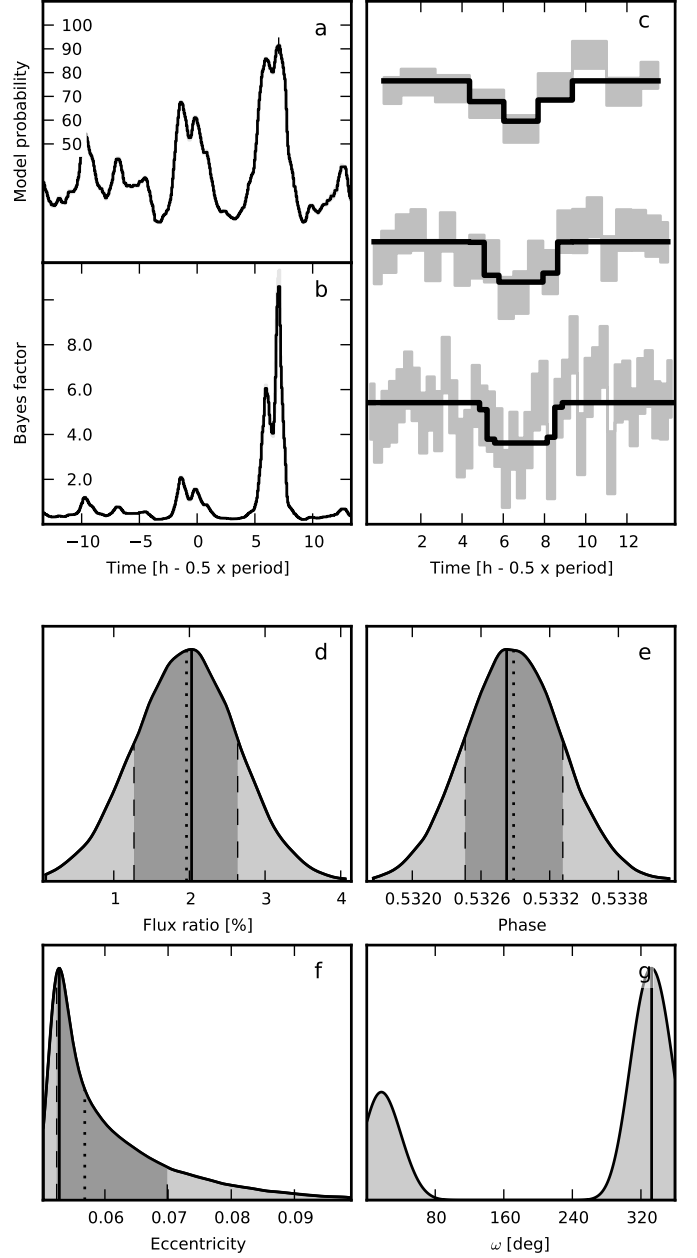 a
100
90
80
70
60
50
Model probability
b
8.0
6.0
4.0
2.0
Bayes factor
−10 −5 0 5 10
Time [h - 0.5 x period]
c
2 4 6 8 10 12
Time [h - 0.5 x period]
d
1 2 3 4
Flux ratio [%]
e
0.5320 0.5326 0.5332 0.5338
Phase
f
0.06 0.07 0.08 0.09
Eccentricity
g
80 160 240 320
ω [deg]